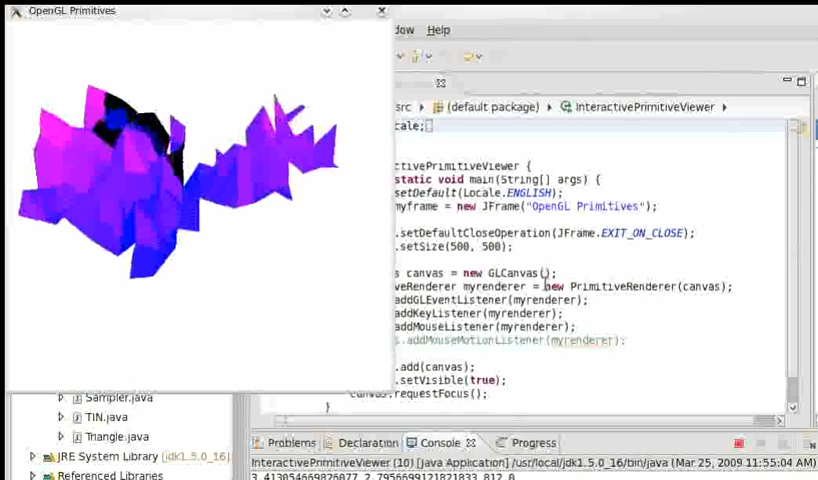 OpenGL Primitives
dow Help
src (default package) InteractivePrimitiveViewer
cale;
ctivePrimitiveViewer {
static void main(String[] args) {
setDefault(Locale.ENGLISH);
myframe = new JFrame("OpenGL Primitives");
.setDefaultCloseOperation(JFrame.EXIT_ON_CLOSE);
.setSize(500, 500);
s canvas = new GLCanvas();
veRenderer myrenderer = new PrimitiveRenderer(canvas);
addGLEventListener(myrenderer);
addKeyListener(myrenderer);
addMouseListener(myrenderer);
s.addMouseMotionListener(myrenderer);
.add(canvas);
.setVisible(true);
canvas.requestFocus();
}
Sampler.java
TIN.java
Triangle.java
JRE System Library [jdk1.5.0_16]
Referenced Libraries
Problems Declaration Console Progress
InteractivePrimitiveViewer (10) [Java Application] /usr/local/jdk1.5.0_16/bin/java (Mar 25, 2009 11:55:04 AM)
3.413054669826077 2.7956699121821833 812.0